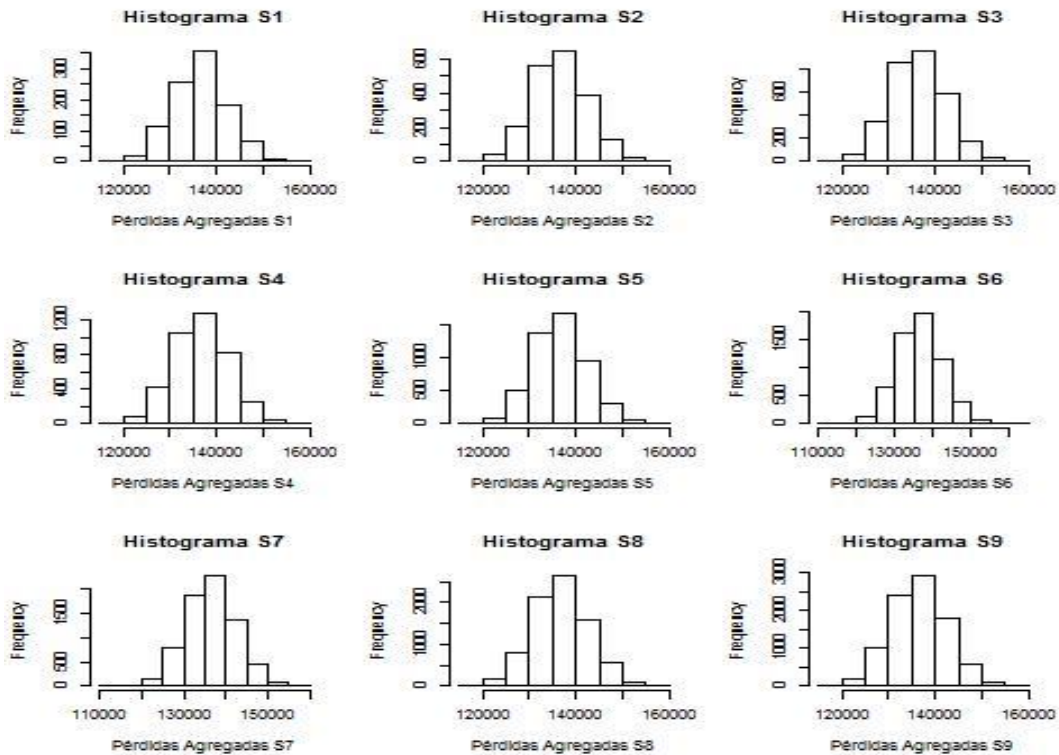 Histograma S1
Frequency
0 100 200 300
120000 140000 160000
Pérdidas Agregadas S1
Histograma S2
Frequency
0 200 400 600
120000 140000 160000
Pérdidas Agregadas S2
Histograma S3
Frequency
0 200 600
120000 140000 160000
Pérdidas Agregadas S3
Histograma S4
Frequency
0 400 800 1200
120000 140000 160000
Pérdidas Agregadas S4
Histograma S5
Frequency
0 500 1000
120000 140000 160000
Pérdidas Agregadas S5
Histograma S6
Frequency
0 500 1500
110000 130000 150000
Pérdidas Agregadas S6
Histograma S7
Frequency
0 500 1500
110000 130000 150000
Pérdidas Agregadas S7
Histograma S8
Frequency
0 1000 2000
120000 140000 160000
Pérdidas Agregadas S8
Histograma S9
Frequency
0 1000 2000 3000
120000 140000 160000
Pérdidas Agregadas S9